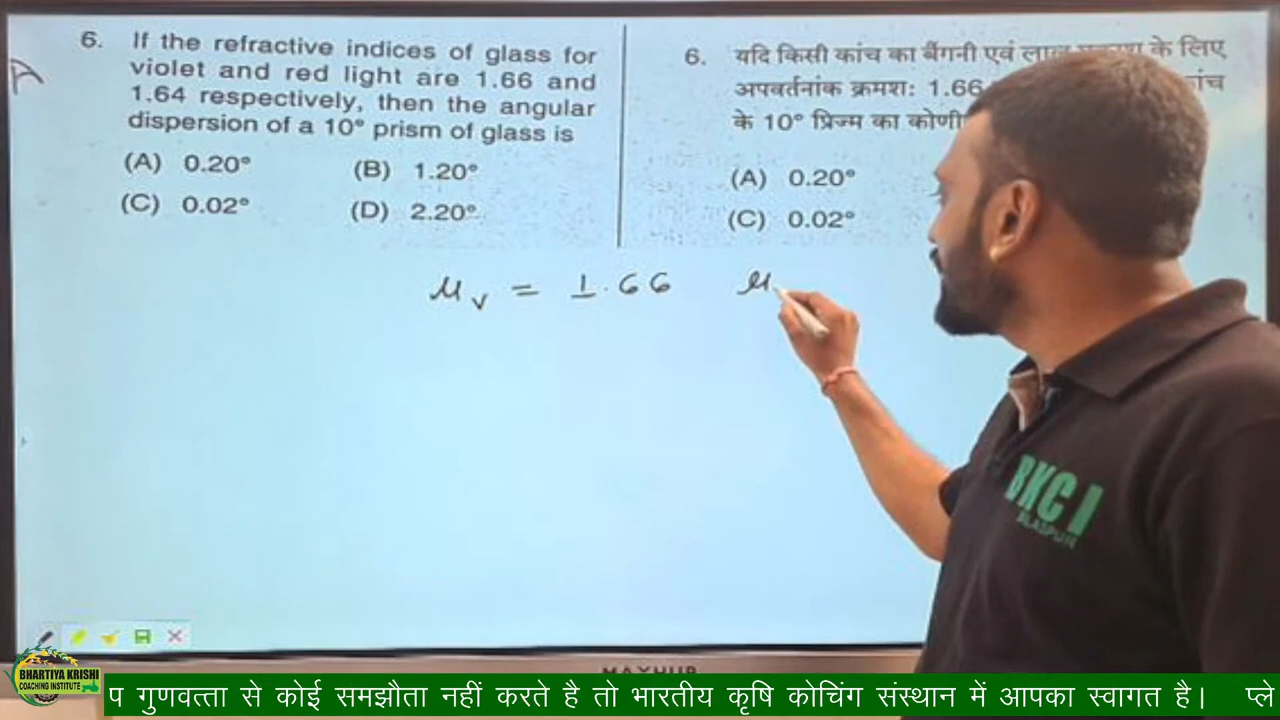 6. If the refractive indices of glass for
violet and red light are 1.66 and
1.64 respectively, then the angular
dispersion of a 10° prism of glass is
(A) 0.20° (B) 1.20°
(C) 0.02° (D) 2.20°
6. यदि किसी कांच का बैंगनी एवं लाल प्रकाश के लिए
अपवर्तनांक क्रमश: 1.66 कांच
के 10° प्रिज्म का कोणी
(A) 0.20°
(C) 0.02°
A
μv = 1.66 μ
BKCI
BILASPUR
MAXHUB
BHARTIYA KRISHI
COACHING INSTITUTE
प गुणवत्ता से कोई समझौता नहीं करते है तो भारतीय कृषि कोचिंग संस्थान में आपका स्वागत है। प्ले